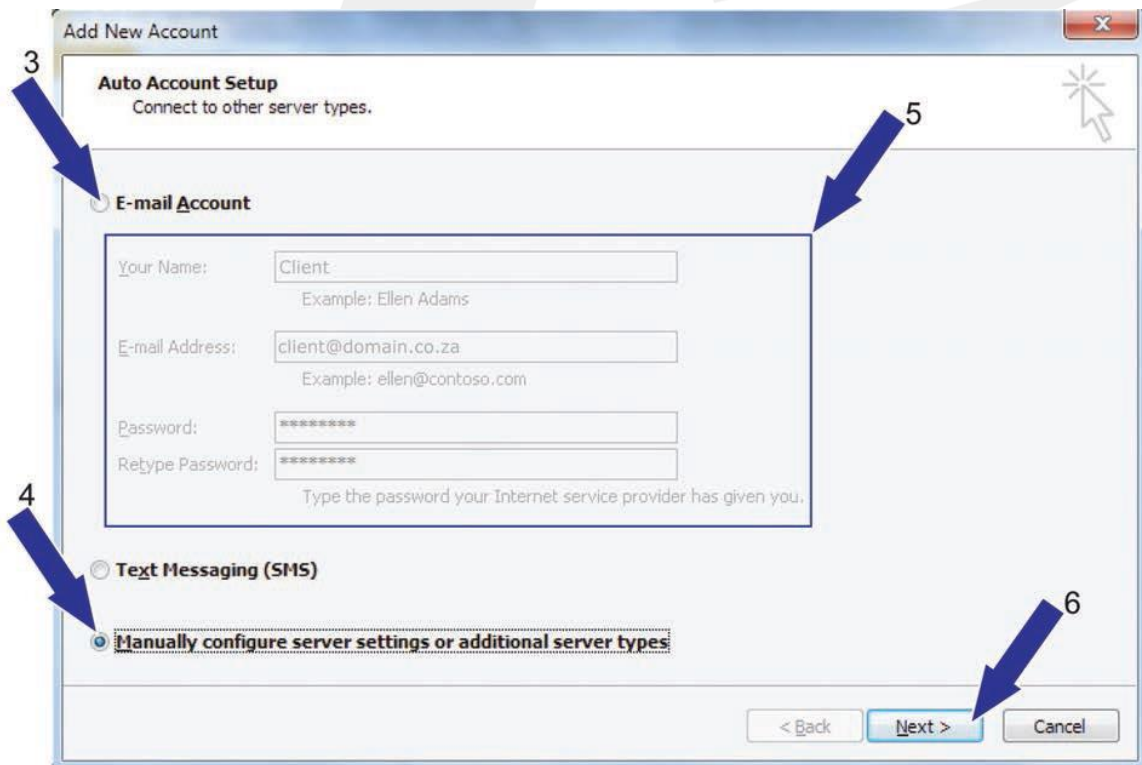 Add New Account
3
Auto Account Setup
Connect to other server types.
5
E-mail Account
Your Name: Client
Example: Ellen Adams
E-mail Address: client@domain.co.za
Example: ellen@contoso.com
Password: ********
Retype Password: ********
Type the password your Internet service provider has given you.
4
Text Messaging (SMS)
Manually configure server settings or additional server types
6
< Back Next > Cancel